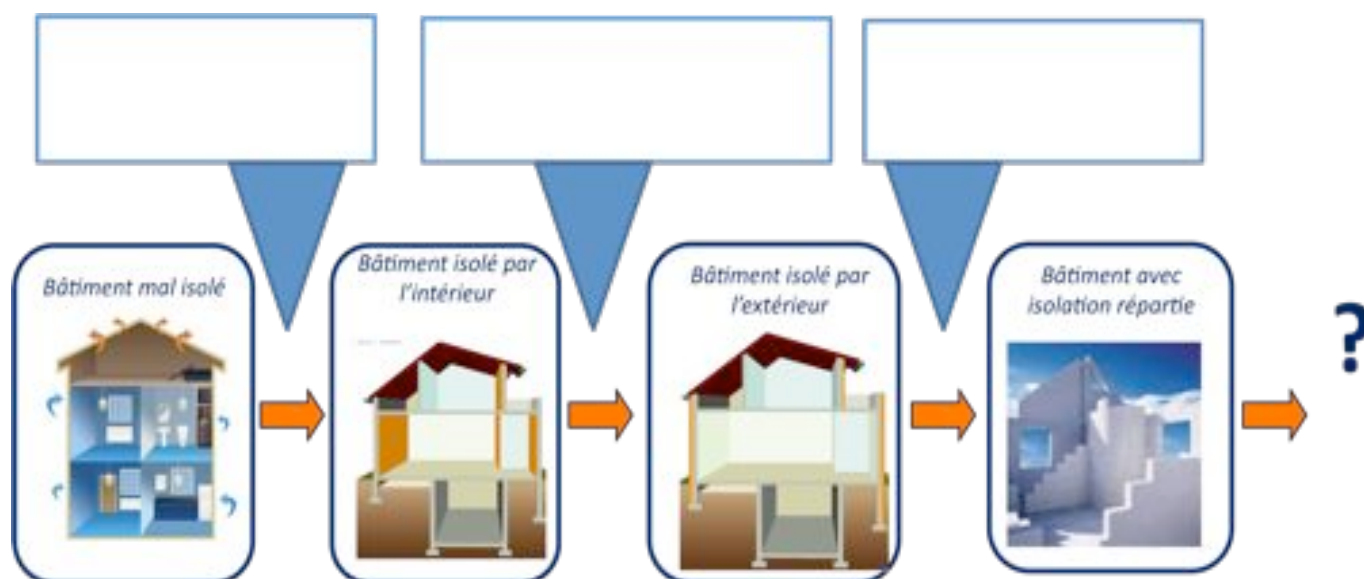 Bâtiment mal isolé
Bâtiment isolé par
l'intérieur
Bâtiment isolé par
l'extérieur
Bâtiment avec
isolation répartie
?